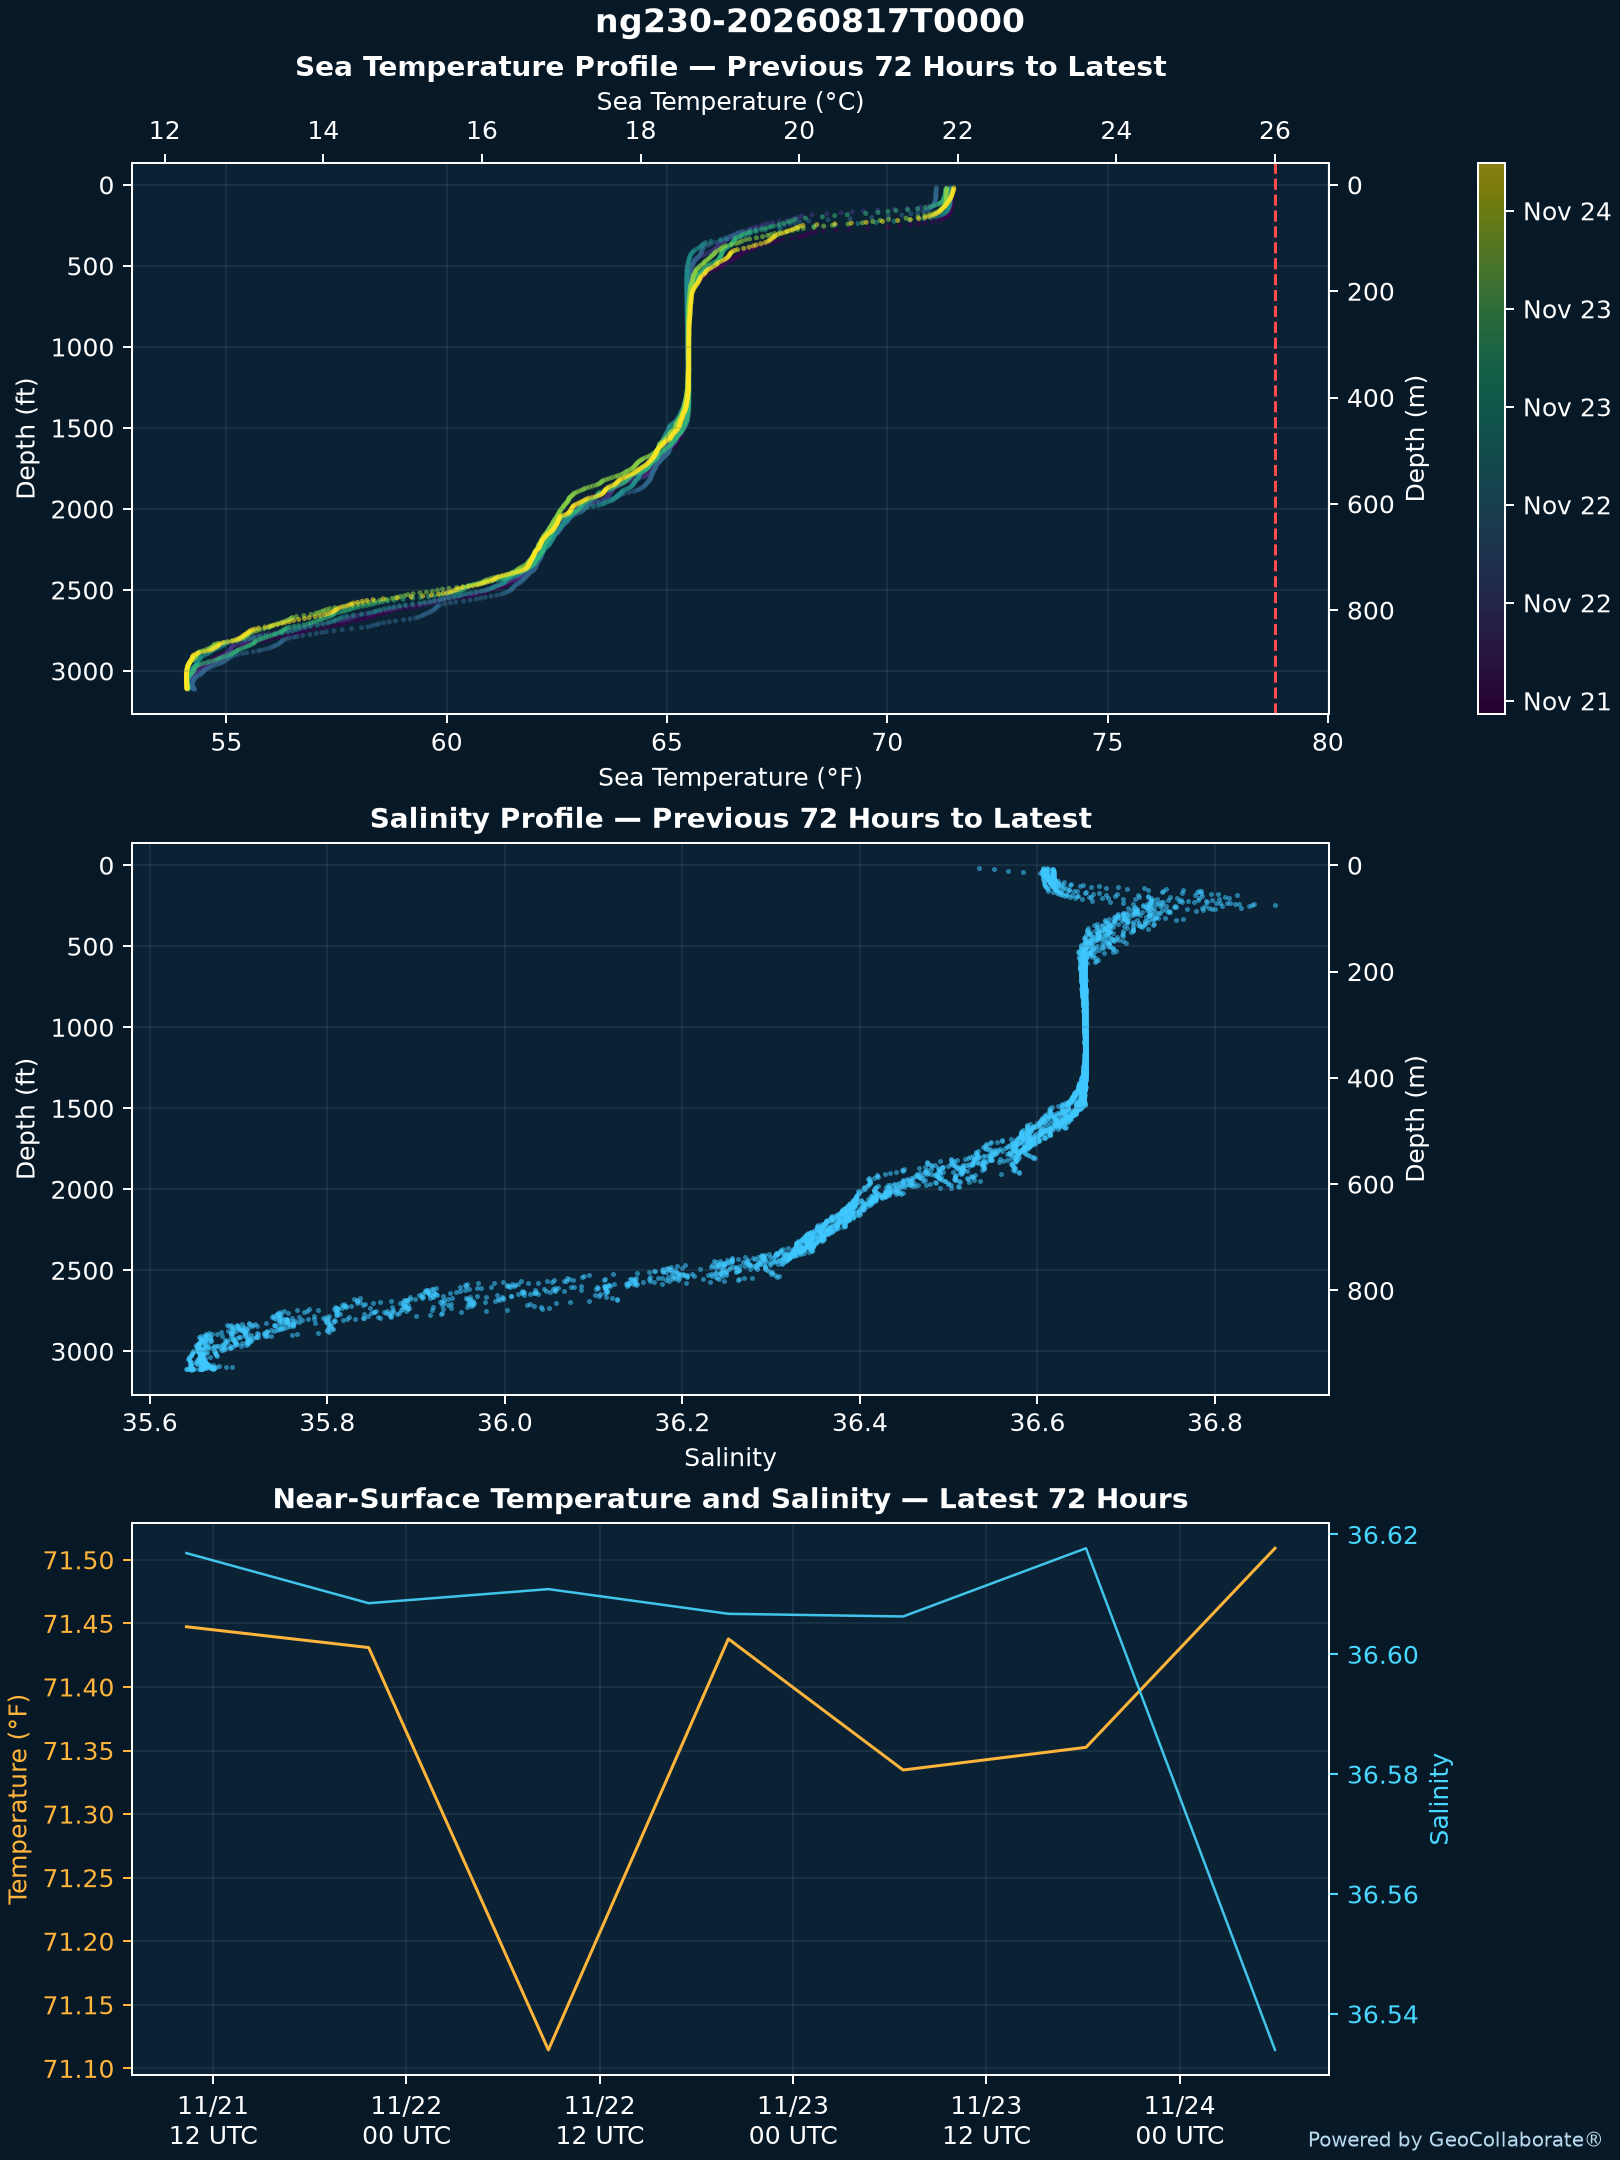 ng230-20260817T0000
Sea Temperature Profile — Previous 72 Hours to Latest
Sea Temperature (°C)
12 14 16 18 20 22 24 26
0 500 1000 1500 2000 2500 3000
Depth (ft)
0 200 400 600 800
Depth (m)
Nov 24
Nov 23
Nov 23
Nov 22
Nov 22
Nov 21
55 60 65 70 75 80
Sea Temperature (°F)
Salinity Profile — Previous 72 Hours to Latest
0 500 1000 1500 2000 2500 3000
Depth (ft)
0 200 400 600 800
Depth (m)
35.6 35.8 36.0 36.2 36.4 36.6 36.8
Salinity
Near-Surface Temperature and Salinity — Latest 72 Hours
71.50 71.45 71.40 71.35 71.30 71.25 71.20 71.15 71.10
Temperature (°F)
36.62 36.60 36.58 36.56 36.54
Salinity
11/21 11/22 11/22 11/23 11/23 11/24
12 UTC 00 UTC 12 UTC 00 UTC 12 UTC 00 UTC
Powered by GeoCollaborate®